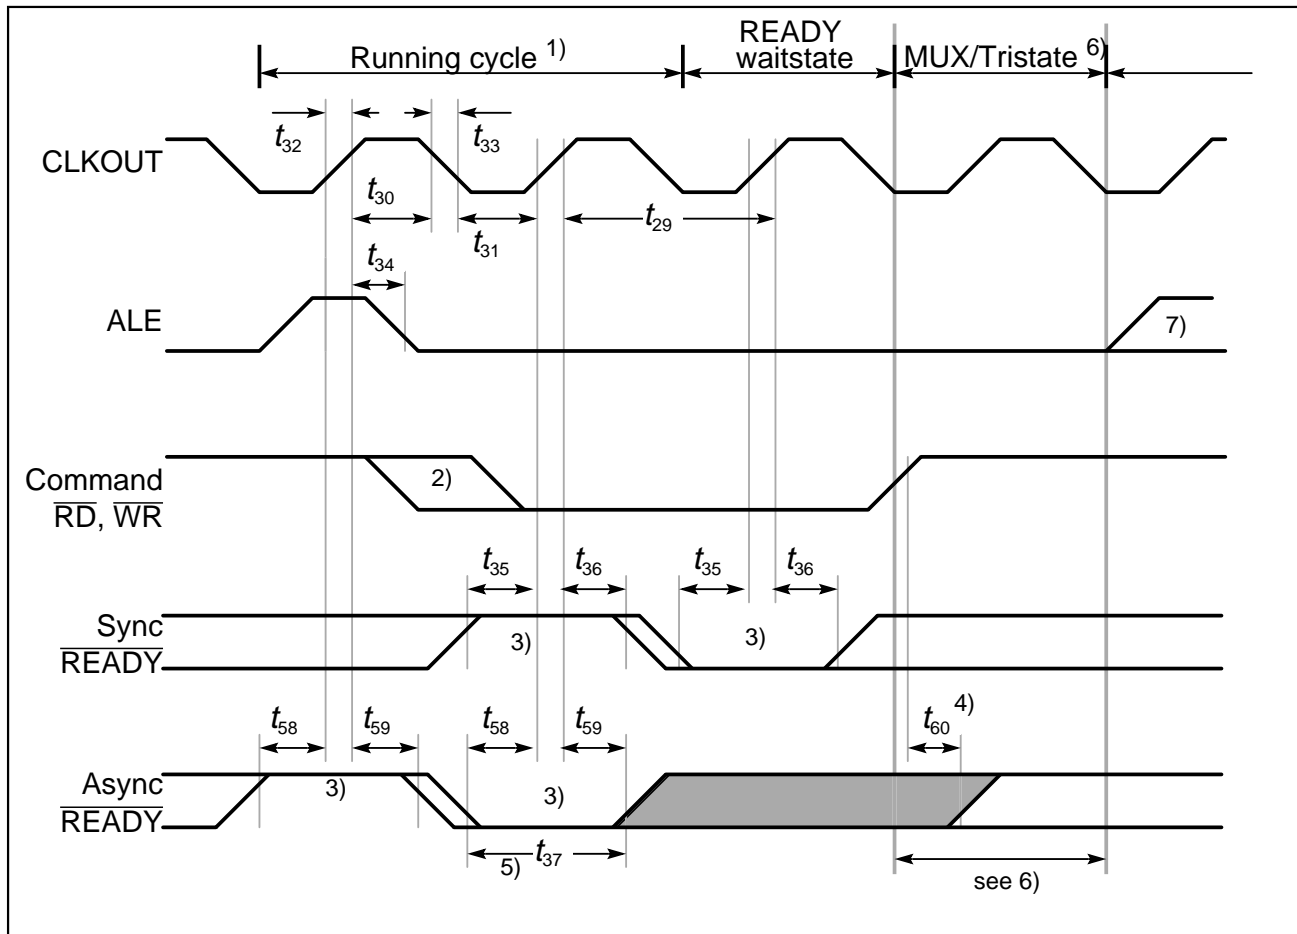 READY
Running cycle 1) waitstate MUX/Tristate 6)
t32 t33
CLKOUT
t30
t31 t29
t34
ALE 7)
Command 2)
RD, WR
t35 t36 t35 t36
Sync 3) 3)
READY
t58 t59 t58 t59 t60 4)
Async 3) 3)
READY
5) t37
see 6)